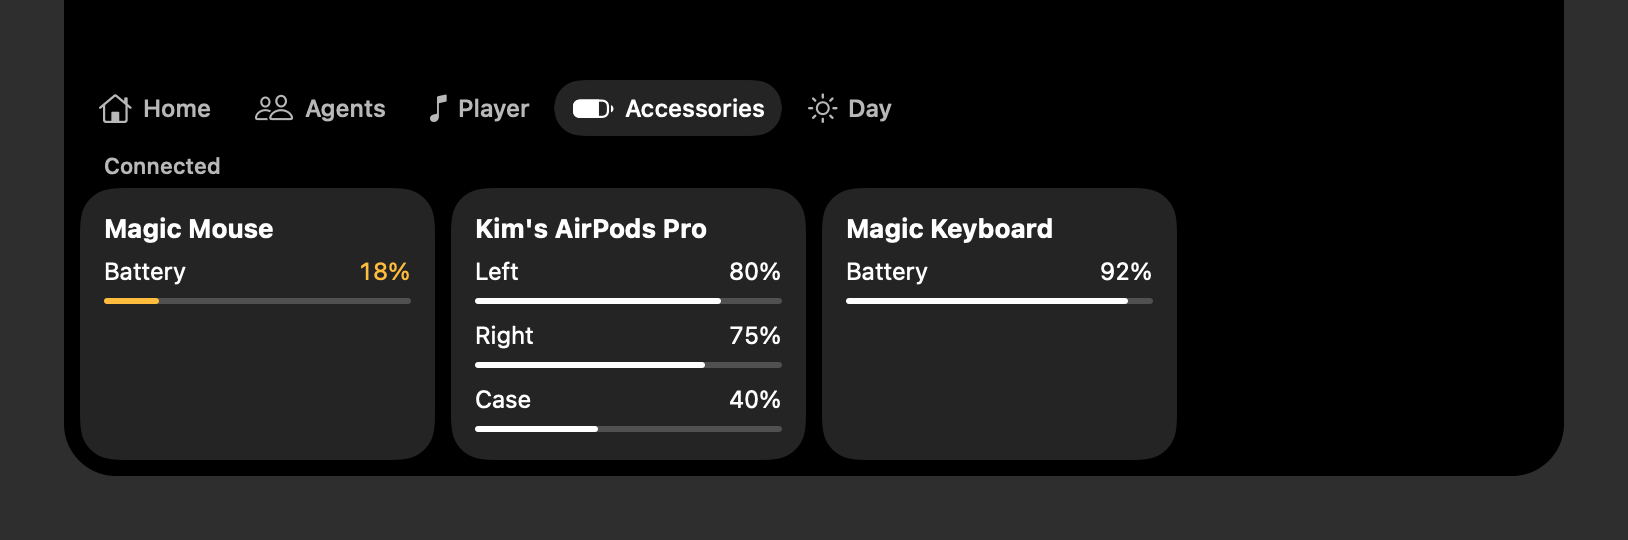 Home Agents Player Accessories Day
Connected
Magic Mouse
Battery 18%
Kim's AirPods Pro
Left 80%
Right 75%
Case 40%
Magic Keyboard
Battery 92%